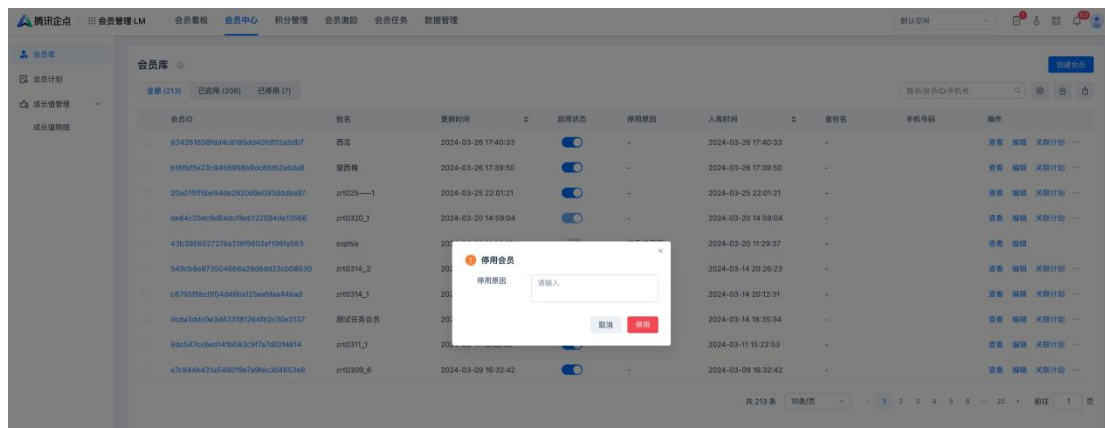 腾讯企点 会员管理 LM 会员看板 会员中心 积分管理 会员激励 会员任务 数据管理 默认空间
会员库
会员计划
成长值管理
成长值明细
会员库 创建会员
全部 (213) 已启用 (206) 已停用 (7) 姓名/会员ID/手机号
会员ID 姓名 更新时间 启用状态 停用原因 入库时间 省份名 手机号码 操作
西瓜 2024-03-26 17:40:33 - 2024-03-26 17:40:33 - 查看 编辑 关联计划 ...
望西梅 2024-03-26 17:39:50 - 2024-03-26 17:39:50 - 查看 编辑 关联计划 ...
zrt025——1 2024-03-25 22:01:21 - 2024-03-25 22:01:21 - 查看 编辑 关联计划 ...
zrt0320_1 2024-03-20 14:59:04 - 2024-03-20 14:59:04 - 查看 编辑 关联计划 ...
sophia 2024-03-20 11:29:37 - 查看 编辑
zrt0314_2 2024-03-14 20:26:23 - 查看 编辑 关联计划 ...
zrt0314_1 2024-03-14 20:12:31 - 查看 编辑 关联计划 ...
测试任务会员 2024-03-14 18:35:34 - 查看 编辑 关联计划 ...
zrt0311_1 2024-03-11 15:22:53 - 查看 编辑 关联计划 ...
zrt0309_6 2024-03-09 16:32:42 - 2024-03-09 16:32:42 - 查看 编辑 关联计划 ...
停用会员
停用原因 请输入
取消 停用
共 213 条 10条/页 1 2 3 4 5 6 ... 22 前往 1 页